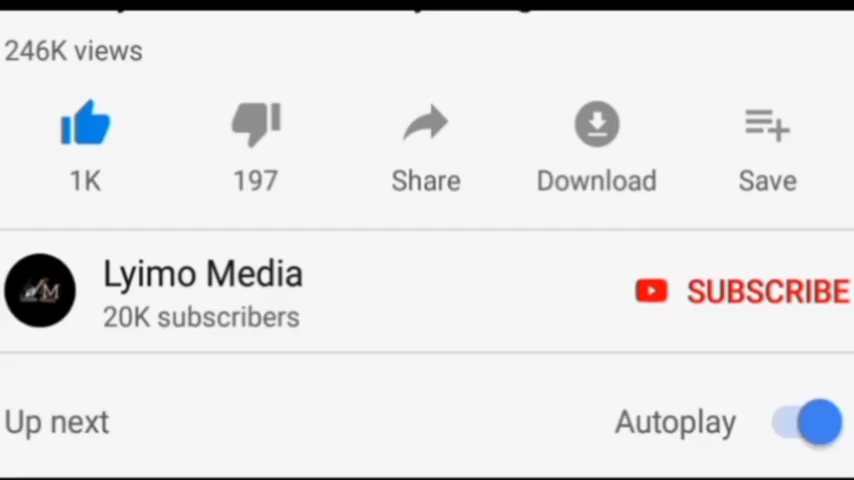 246K views
1K 197 Share Download Save
Lyimo Media
20K subscribers
SUBSCRIBE
Up next
Autoplay